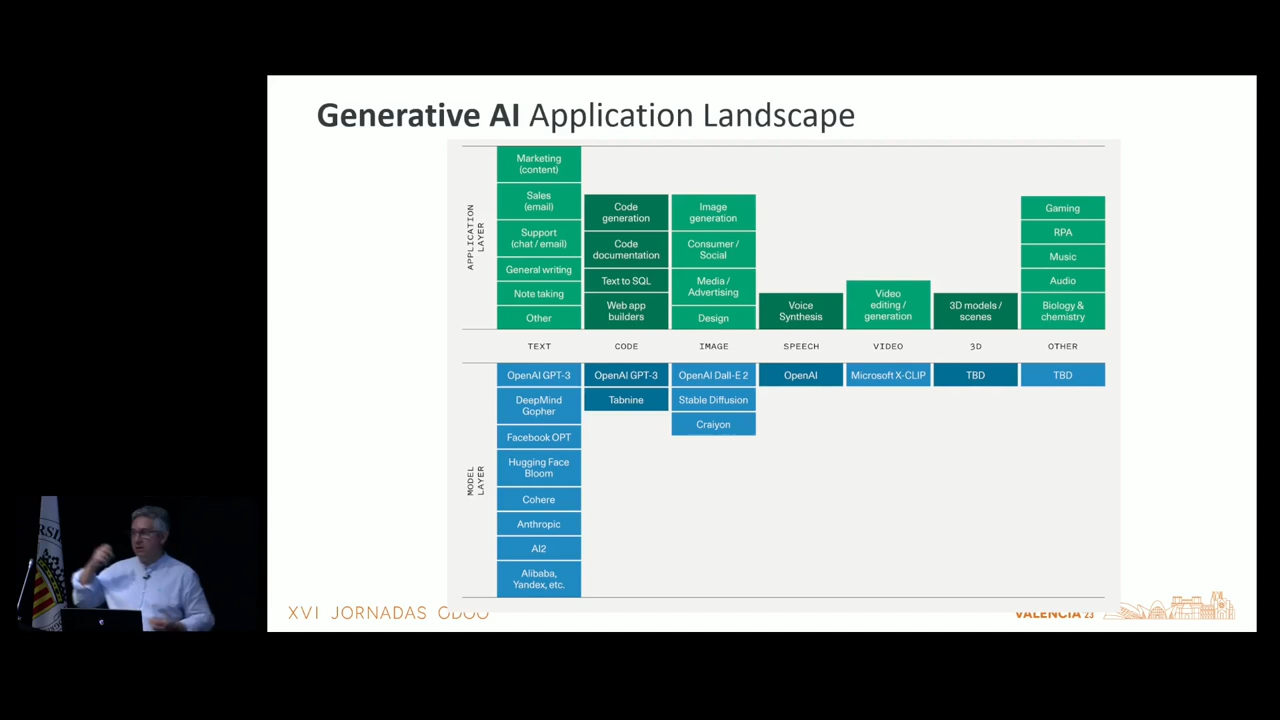 Generative AI Application Landscape
APPLICATION
LAYER
Marketing
(content)
Sales
(email)
Support
(chat / email)
General writing
Note taking
Other
Code
generation
Code
documentation
Text to SQL
Web app
builders
Image
generation
Consumer /
Social
Media /
Advertising
Design
Voice
Synthesis
Video
editing /
generation
3D models /
scenes
Gaming
RPA
Music
Audio
Biology &
chemistry
TEXT
CODE
IMAGE
SPEECH
VIDEO
3D
OTHER
MODEL
LAYER
OpenAI GPT-3
DeepMind
Gopher
Facebook OPT
Hugging Face
Bloom
Cohere
Anthropic
AI2
Alibaba,
Yandex, etc.
OpenAI GPT-3
Tabnine
OpenAI Dall-E 2
Stable Diffusion
Craiyon
OpenAI
Microsoft X-CLIP
TBD
TBD
XVI JORNADAS ODOO
VALENCIA 23